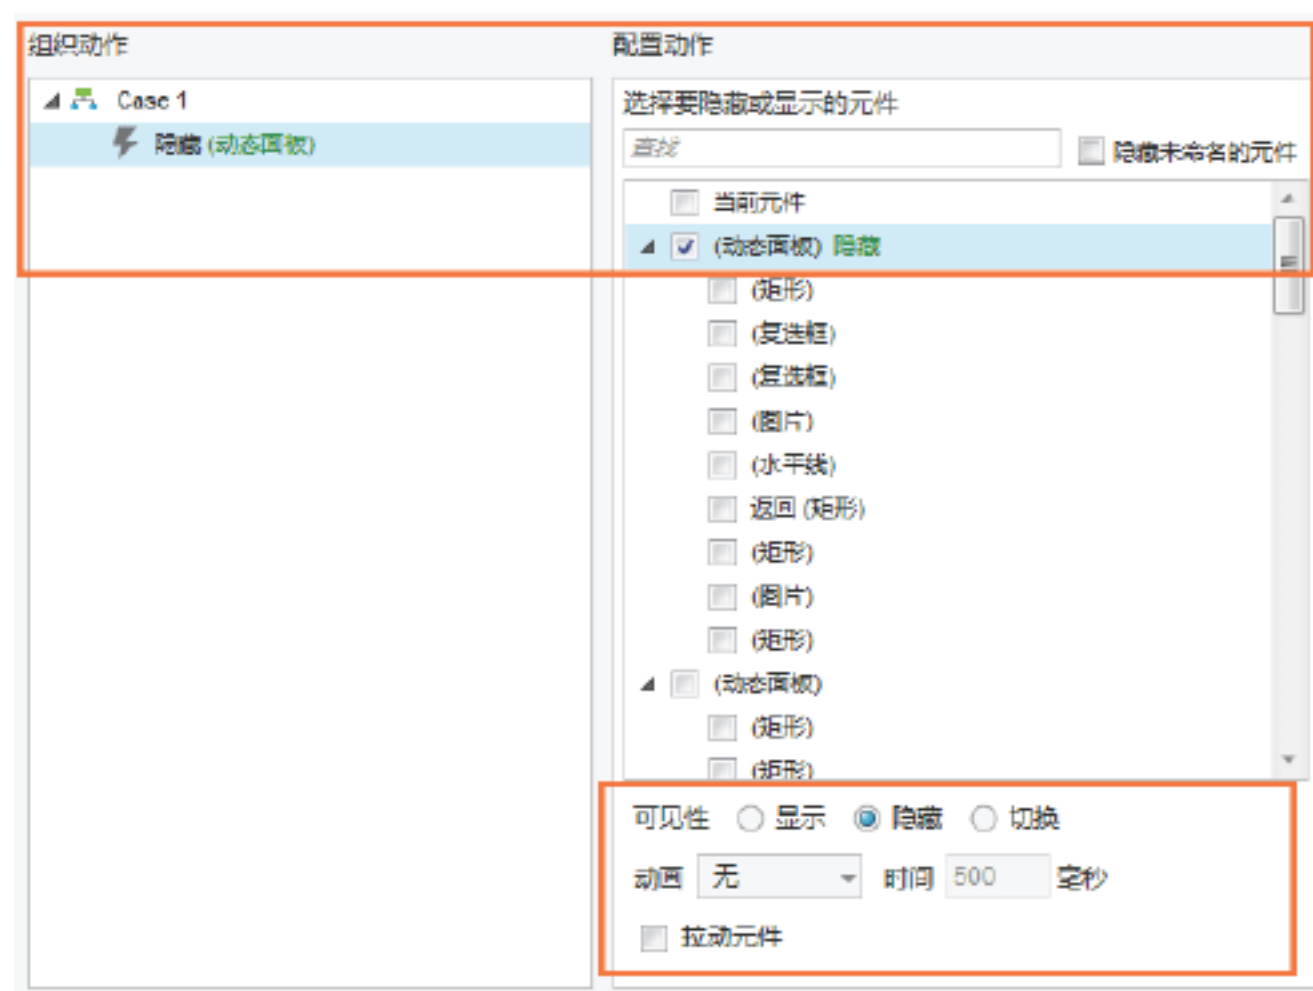 组织动作
配置动作
Case 1
隐藏 (动态面板)
选择要隐藏或显示的元件
查找
隐藏未命名的元件
当前元件
(动态面板) 隐藏
(矩形)
(复选框)
(复选框)
(图片)
(水平线)
返回 (矩形)
(矩形)
(图片)
(矩形)
(动态面板)
(矩形)
(矩形)
可见性 显示 隐藏 切换
动画 无 时间 500 毫秒
拉动元件